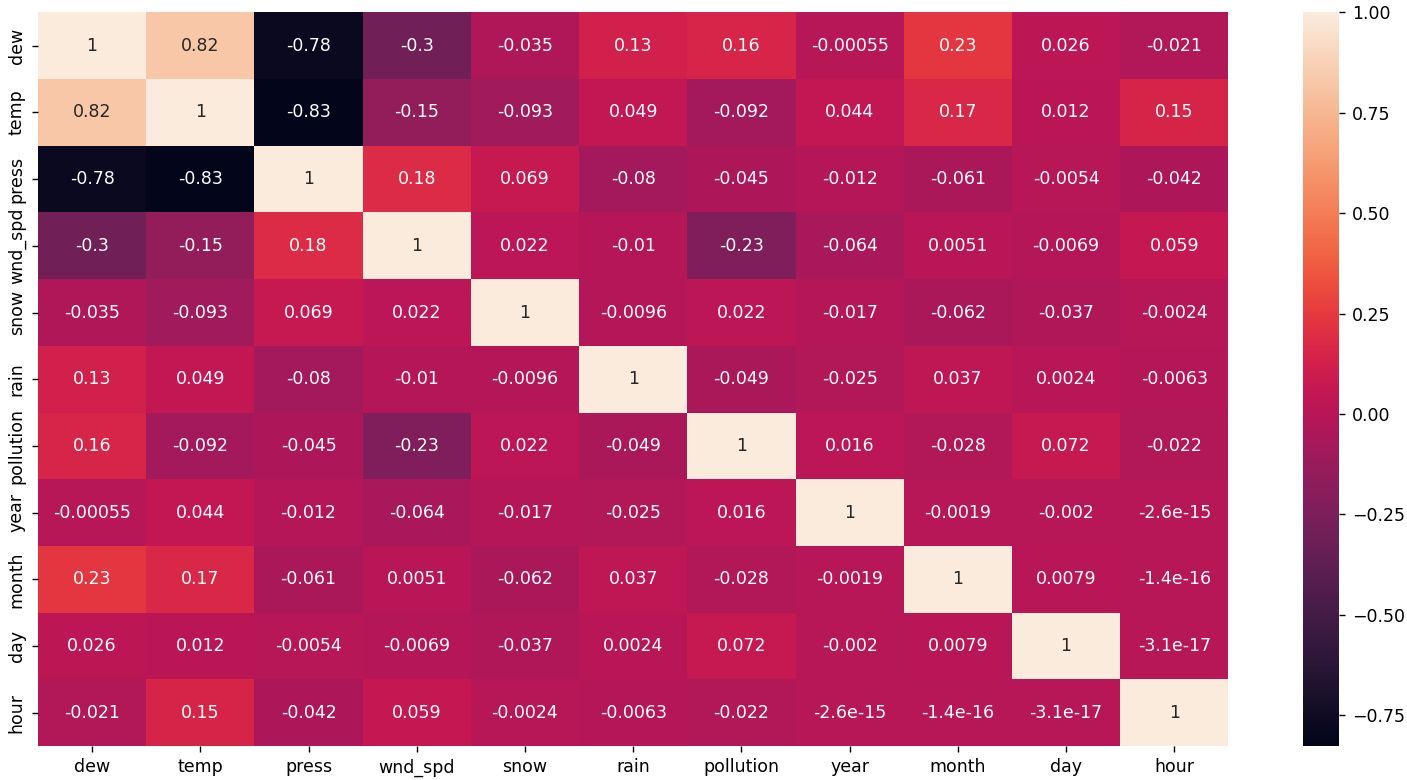 dew 1 0.82 -0.78 -0.3 -0.035 0.13 0.16 -0.00055 0.23 0.026 -0.021
temp 0.82 1 -0.83 -0.15 -0.093 0.049 -0.092 0.044 0.17 0.012 0.15
press -0.78 -0.83 1 0.18 0.069 -0.08 -0.045 -0.012 -0.061 -0.0054 -0.042
wnd_spd -0.3 -0.15 0.18 1 0.022 -0.01 -0.23 -0.064 0.0051 -0.0069 0.059
snow -0.035 -0.093 0.069 0.022 1 -0.0096 0.022 -0.017 -0.062 -0.037 -0.0024
rain 0.13 0.049 -0.08 -0.01 -0.0096 1 -0.049 -0.025 0.037 0.0024 -0.0063
pollution 0.16 -0.092 -0.045 -0.23 0.022 -0.049 1 0.016 -0.028 0.072 -0.022
year -0.00055 0.044 -0.012 -0.064 -0.017 -0.025 0.016 1 -0.0019 -0.002 -2.6e-15
month 0.23 0.17 -0.061 0.0051 -0.062 0.037 -0.028 -0.0019 1 0.0079 -1.4e-16
day 0.026 0.012 -0.0054 -0.0069 -0.037 0.0024 0.072 -0.002 0.0079 1 -3.1e-17
hour -0.021 0.15 -0.042 0.059 -0.0024 -0.0063 -0.022 -2.6e-15 -1.4e-16 -3.1e-17 1
dew temp press wnd_spd snow rain pollution year month day hour
1.00
0.75
0.50
0.25
0.00
−0.25
−0.50
−0.75